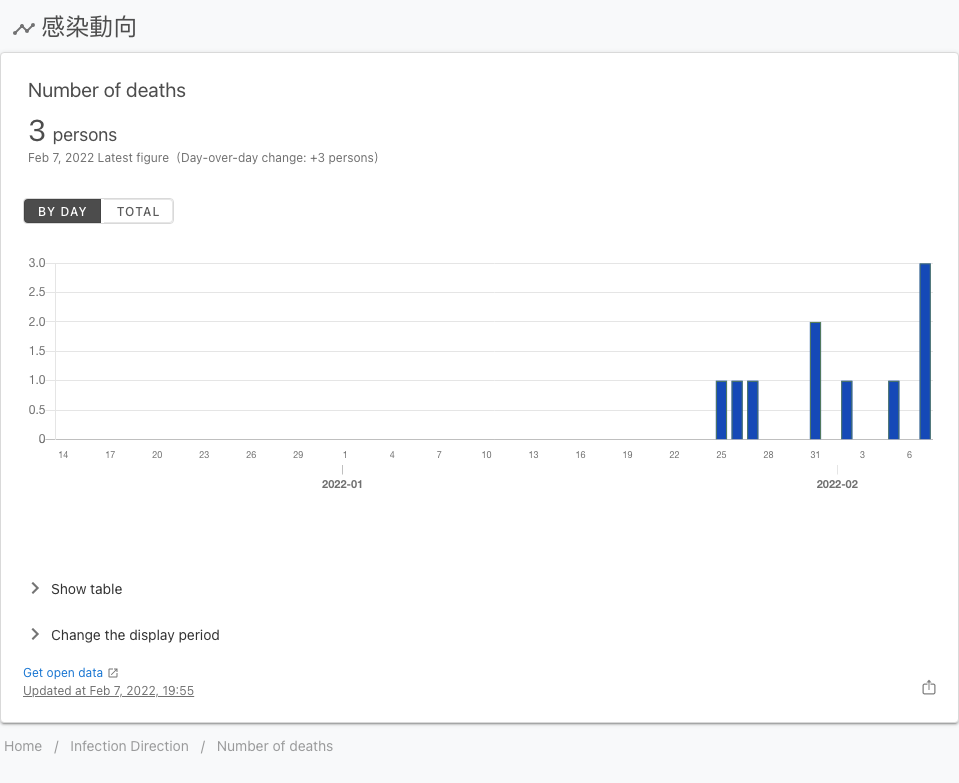 感染動向
Number of deaths
3 persons
Feb 7, 2022 Latest figure (Day-over-day change: +3 persons)
BY DAY TOTAL
3.0
2.5
2.0
1.5
1.0
0.5
0
14 17 20 23 26 29 1 4 7 10 13 16 19 22 25 28 31 3 6
2022-01 2022-02
Show table
Change the display period
Get open data
Updated at Feb 7, 2022, 19:55
Home / Infection Direction / Number of deaths